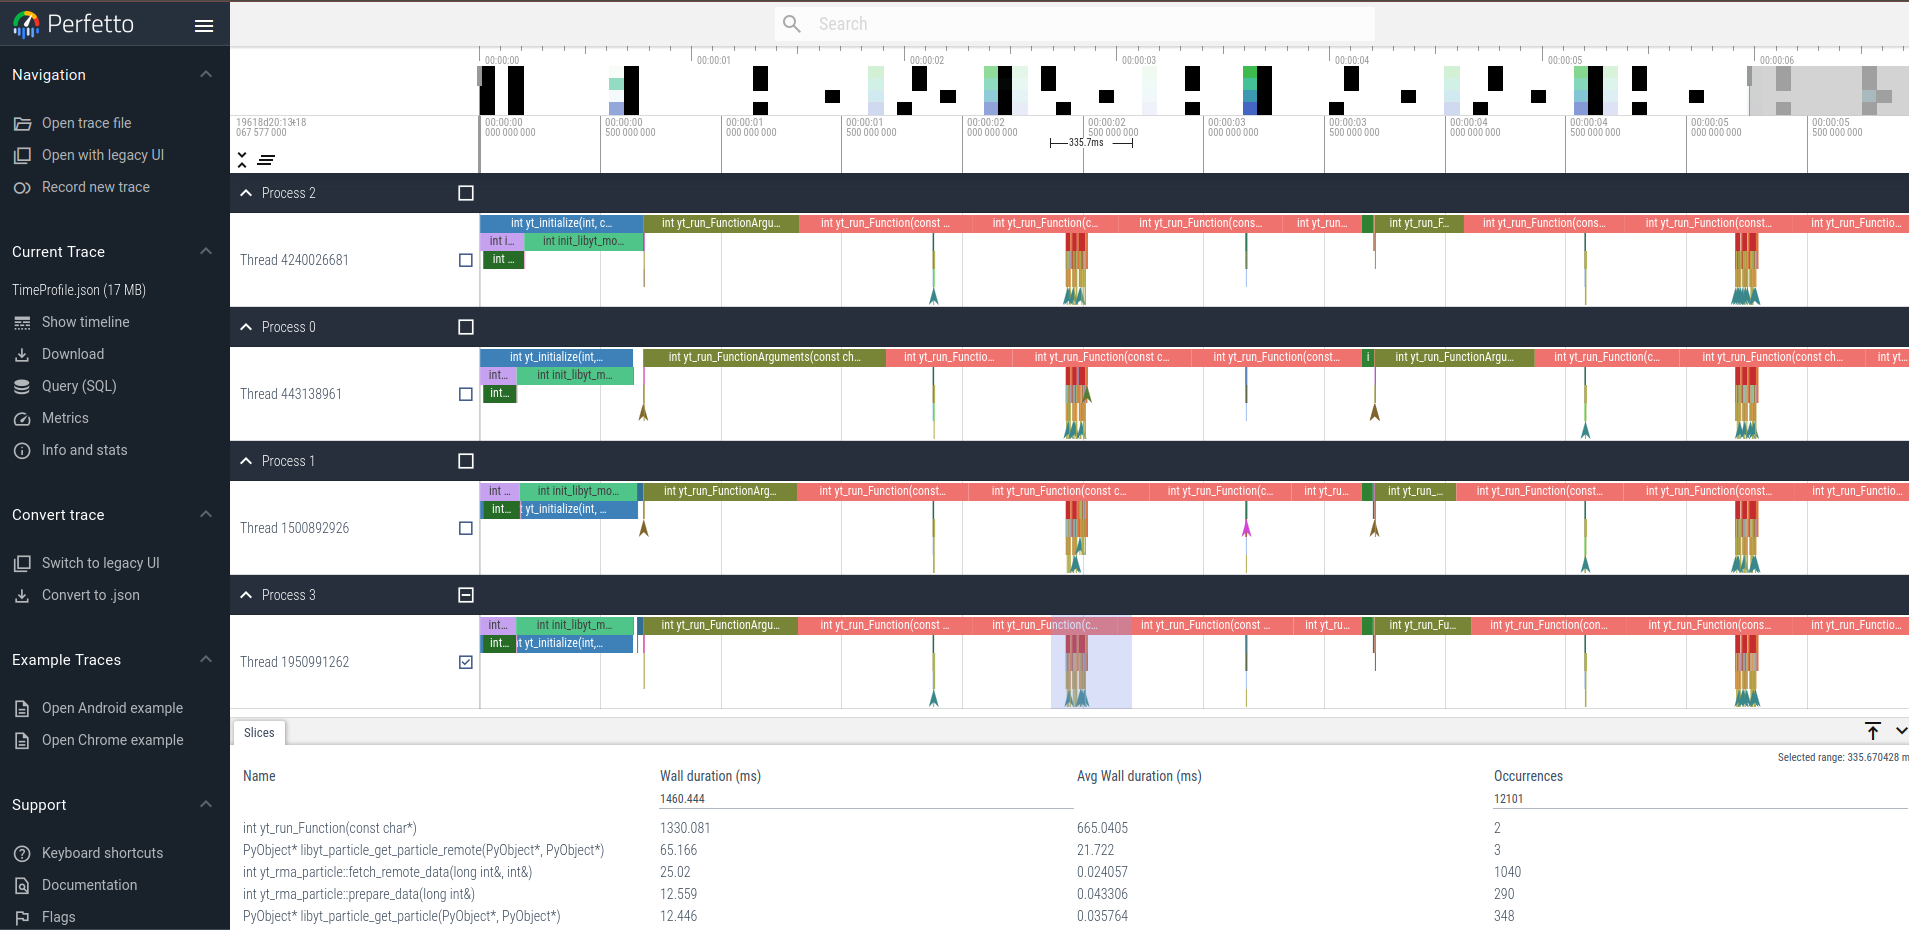 Perfetto
Search
Navigation
Open trace file
Open with legacy UI
Record new trace
Current Trace
TimeProfile.json (17 MB)
Show timeline
Download
Query (SQL)
Metrics
Info and stats
Convert trace
Switch to legacy UI
Convert to .json
Example Traces
Open Android example
Open Chrome example
Support
Keyboard shortcuts
Documentation
Flags
00:00:00 00:00:01 00:00:02 00:00:03 00:00:04 00:00:05 00:00:06
067 577 000
00:00:00 00:00:00 00:00:01 00:00:01 00:00:02 00:00:02 00:00:03 00:00:03 00:00:04 00:00:04 00:00:05 00:00:05
000 000 000 500 000 000 000 000 000 500 000 000 000 000 000 500 000 000 000 000 000 500 000 000 000 000 000 500 000 000 000 000 000 500 000 000
335.7ms
Process 2
int yt_initialize(int, c... int yt_run_FunctionArgu... int yt_run_Function(const ... int yt_run_Function(c... int yt_run_Function(cons... int yt_run... int yt_run_F... int yt_run_Function(cons... int yt_run_Function(const... int yt_run_Functio...
int i... int init_libyt_mo...
int ...
Thread 4240026681
Process 0
int yt_initialize(int,... int yt_run_FunctionArguments(const ch... int yt_run_Functio... int yt_run_Function(const c... int yt_run_Function(const... i int yt_run_FunctionArgu... int yt_run_Function(c... int yt_run_Function(const ch... int yt...
int... int init_libyt_m...
int...
Thread 443138961
Process 1
int ... int init_libyt_mo... int yt_run_FunctionArg... int yt_run_Function(const... int yt_run_Function(const c... int yt_run_Function(c... int yt_ru... int yt_run_... int yt_run_Function(const... int yt_run_Function(const... int yt_run_Functio...
int... t yt_initialize(int, ...
Thread 1500892926
Process 3
int... int init_libyt_m... int yt_run_FunctionArgu... int yt_run_Function(const ... int yt_run_Function(c... int yt_run_Function(const ... int yt_ru... int yt_run_Fu... int yt_run_Function(con... int yt_run_Function(cons... int yt_run_Functio...
int... t yt_initialize(int,...
Thread 1950991262
Slices
Selected range: 335.670428 m
Name Wall duration (ms) Avg Wall duration (ms) Occurrences
1460.444 12101
int yt_run_Function(const char*) 1330.081 665.0405 2
PyObject* libyt_particle_get_particle_remote(PyObject*, PyObject*) 65.166 21.722 3
int yt_rma_particle::fetch_remote_data(long int&, int&) 25.02 0.024057 1040
int yt_rma_particle::prepare_data(long int&) 12.559 0.043306 290
PyObject* libyt_particle_get_particle(PyObject*, PyObject*) 12.446 0.035764 348